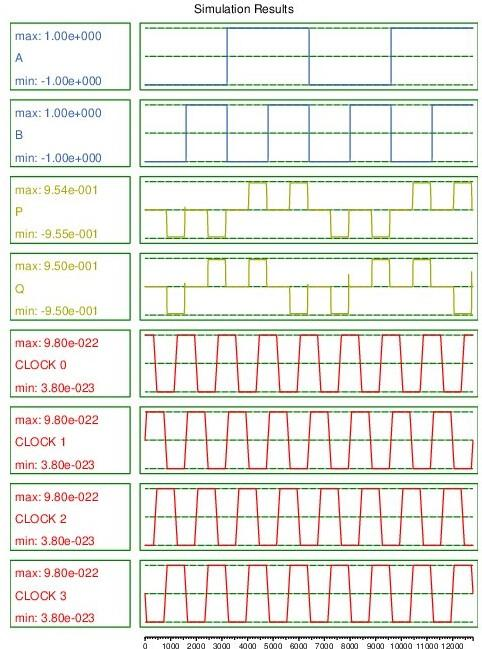 Simulation Results
max: 1.00e+000
A
min: -1.00e+000
max: 1.00e+000
B
min: -1.00e+000
max: 9.54e-001
P
min: -9.55e-001
max: 9.50e-001
Q
min: -9.50e-001
max: 9.80e-022
CLOCK 0
min: 3.80e-023
max: 9.80e-022
CLOCK 1
min: 3.80e-023
max: 9.80e-022
CLOCK 2
min: 3.80e-023
max: 9.80e-022
CLOCK 3
min: 3.80e-023
0 1000 2000 3000 4000 5000 6000 7000 8000 9000 10000 11000 12000